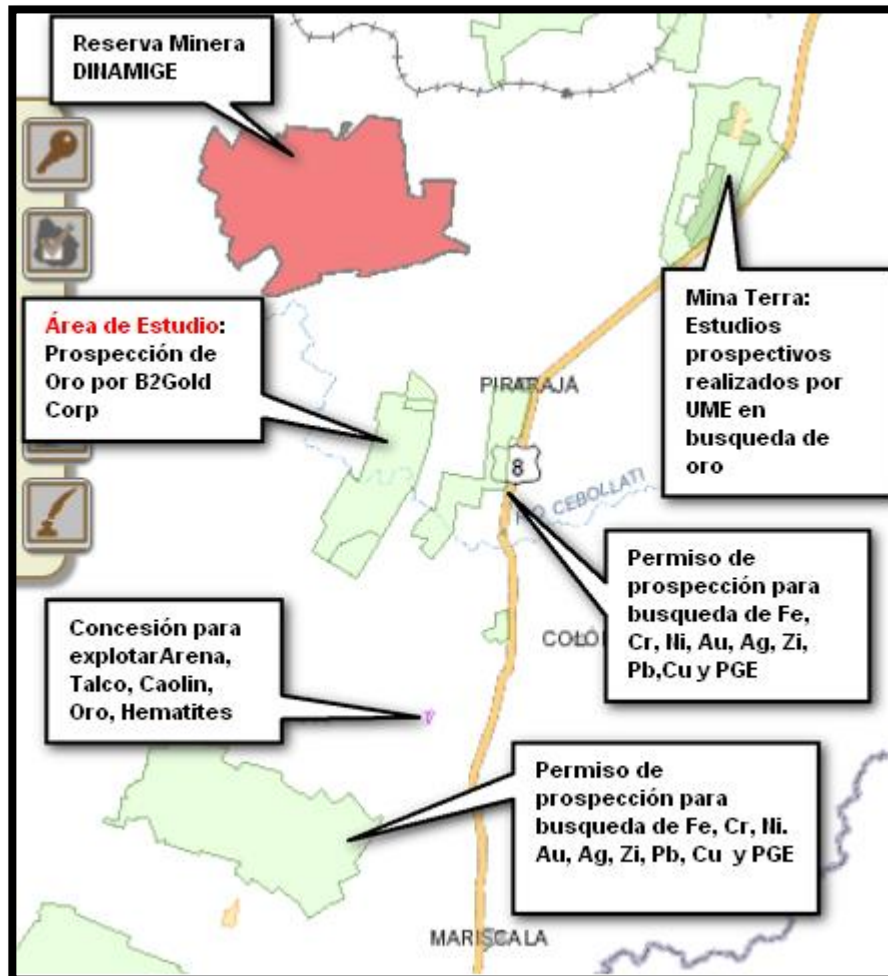 Reserva Minera
DINAMIGE
Área de Estudio:
Prospección de
Oro por B2Gold
Corp
PIRARAJÁ
Mina Terra:
Estudios
prospectivos
realizados por
UME en
busqueda de
oro
8
CEBOLLATI
Permiso de
prospección para
busqueda de Fe,
Cr, Ni, Au, Ag, Zi,
Pb,Cu y PGE
Concesión para
explotarArena,
Talco, Caolin,
Oro, Hematites
Permiso de
prospección para
busqueda de Fe, Cr, Ni.
Au, Ag, Zi, Pb, Cu y PGE
MARISCALA